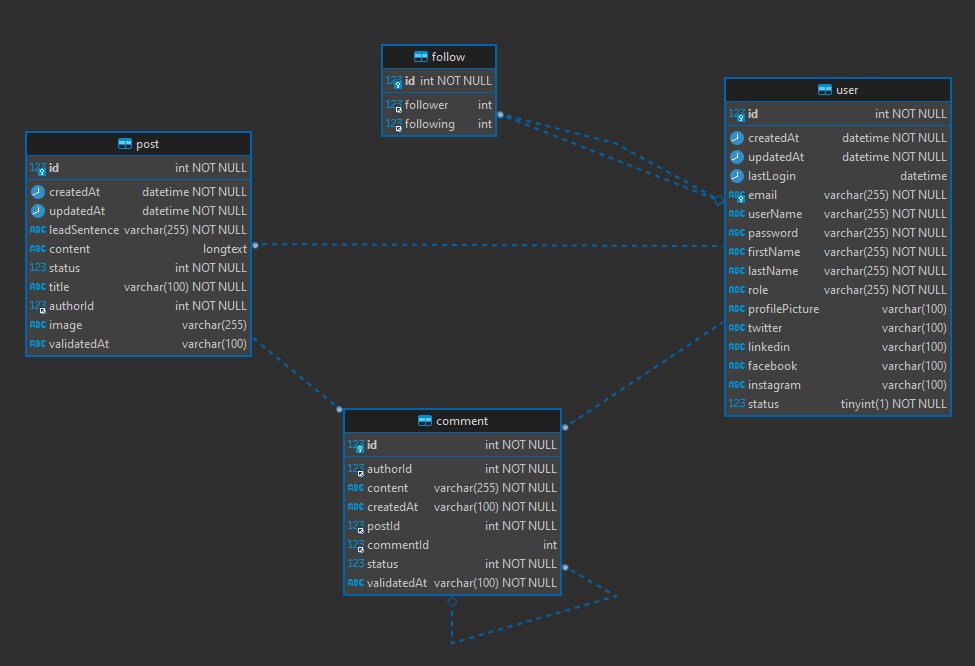 follow
123 id int NOT NULL
123 follower int
123 following int
user
123 id int NOT NULL
createdAt datetime NOT NULL
updatedAt datetime NOT NULL
lastLogin datetime
ABC email varchar(255) NOT NULL
ABC userName varchar(255) NOT NULL
ABC password varchar(255) NOT NULL
ABC firstName varchar(255) NOT NULL
ABC lastName varchar(255) NOT NULL
ABC role varchar(255) NOT NULL
ABC profilePicture varchar(100)
ABC twitter varchar(100)
ABC linkedin varchar(100)
ABC facebook varchar(100)
ABC instagram varchar(100)
123 status tinyint(1) NOT NULL
post
123 id int NOT NULL
createdAt datetime NOT NULL
updatedAt datetime NOT NULL
ABC leadSentence varchar(255) NOT NULL
ABC content longtext
123 status int NOT NULL
ABC title varchar(100) NOT NULL
123 authorId int NOT NULL
ABC image varchar(255)
ABC validatedAt varchar(100)
comment
123 id int NOT NULL
123 authorId int NOT NULL
ABC content varchar(255) NOT NULL
ABC createdAt varchar(100) NOT NULL
123 postId int NOT NULL
123 commentId int
123 status int NOT NULL
ABC validatedAt varchar(100) NOT NULL